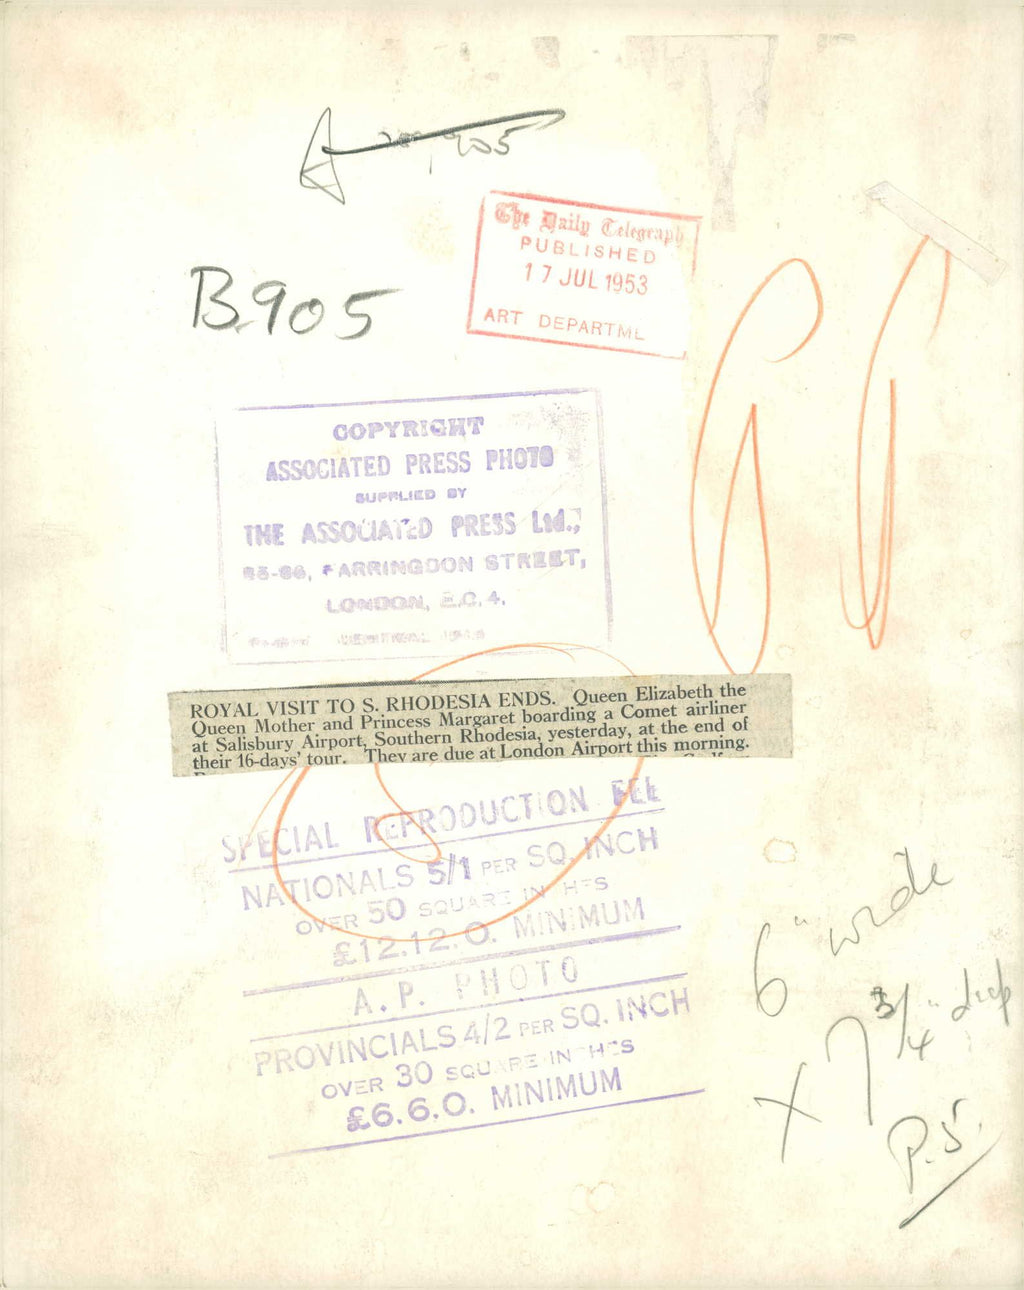 905
The Daily Telegraph
PUBLISHED
17 JUL 1953
ART DEPARTME
B.905
COPYRIGHT
ASSOCIATED PRESS PHOTO
SUPPLIED BY
THE ASSOCIATED PRESS Ltd.,
FARRINGDON STREET,
LONDON, E.C.4.
ROYAL VISIT TO S. RHODESIA ENDS. Queen Elizabeth the
Queen Mother and Princess Margaret boarding a Comet airliner
at Salisbury Airport, Southern Rhodesia, yesterday, at the end of
their 16-days' tour. They are due at London Airport this morning.
SPECIAL REPRODUCTION FEE
NATIONALS 5/1 PER SQ. INCH
OVER 50 SQUARE INCHES
£12.12.0. MINIMUM
A.P. PHOTO
PROVINCIALS 4/2 PER SQ. INCH
OVER 30 SQUARE INCHES
£6.6.0. MINIMUM
6" wide
x 7 3/4" deep
P.5.